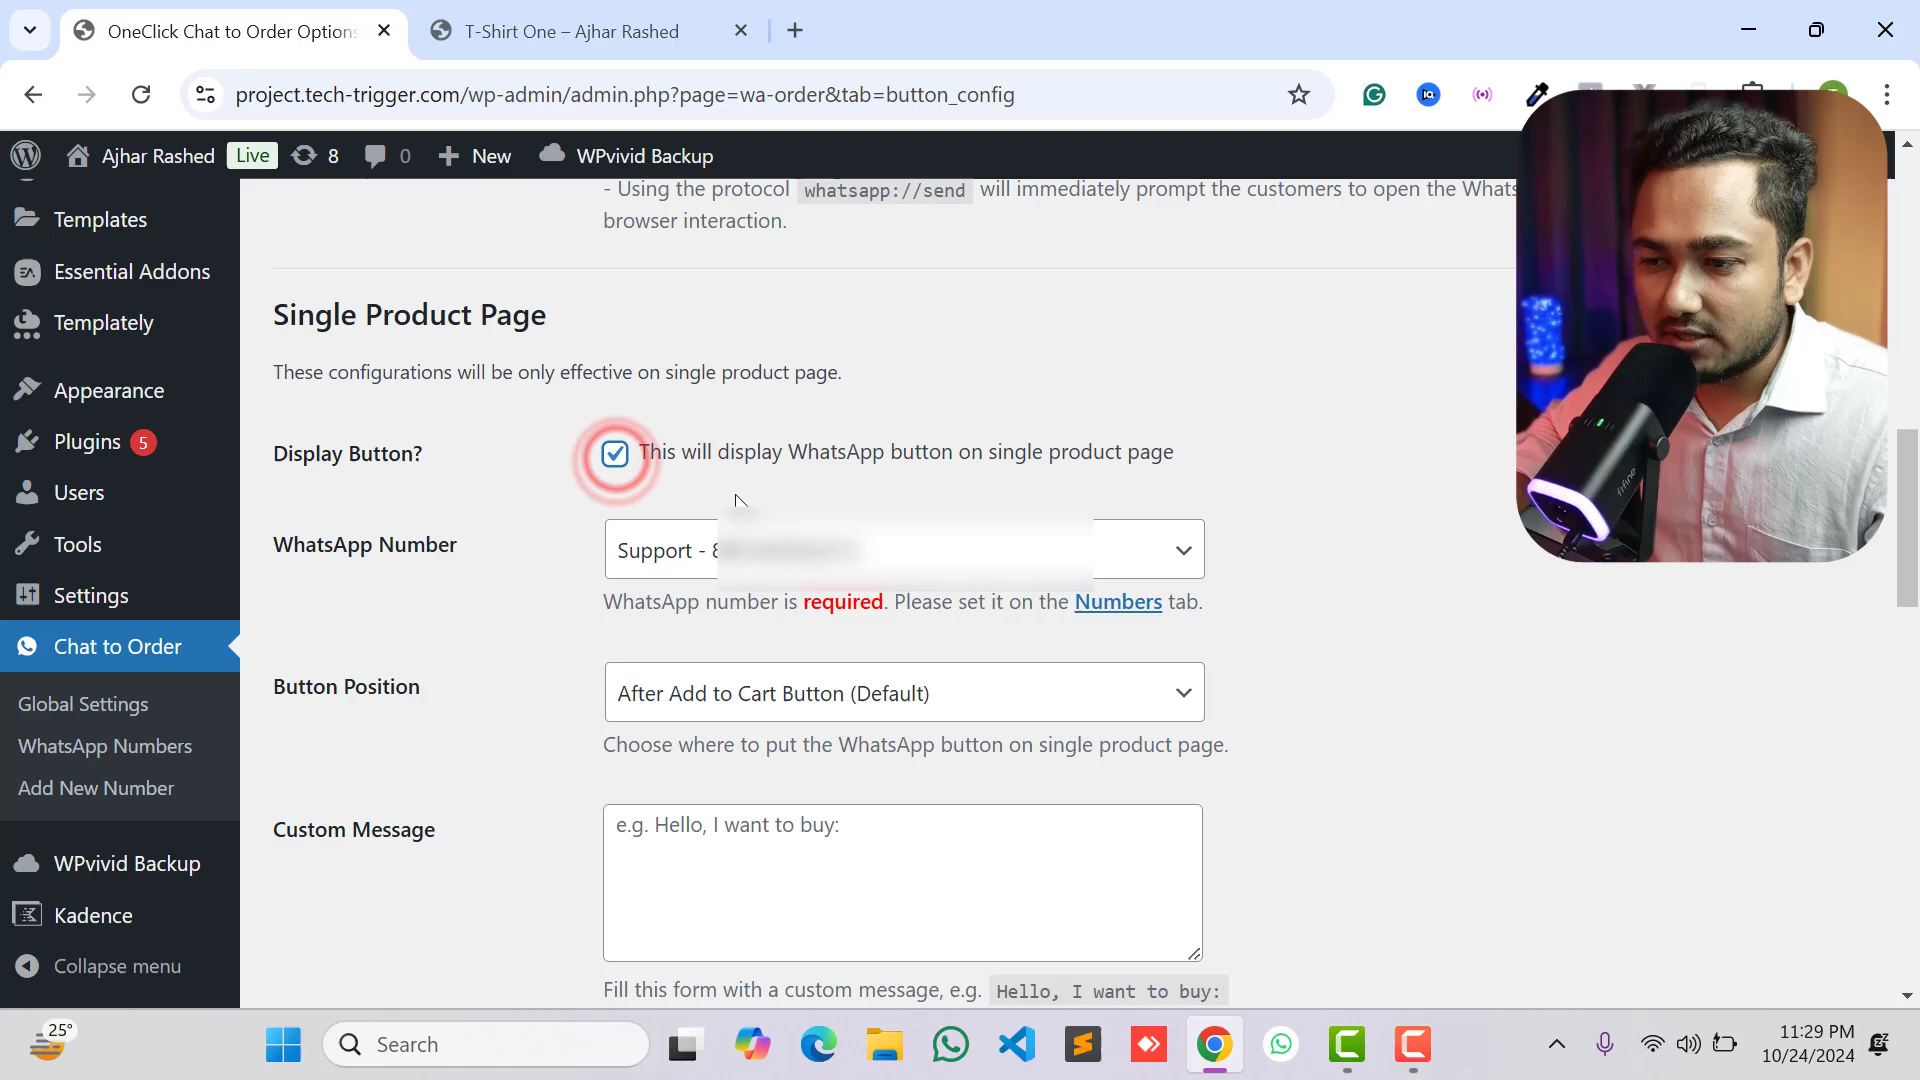 OneClick Chat to Order Options
T-Shirt One – Ajhar Rashed
project.tech-trigger.com/wp-admin/admin.php?page=wa-order&tab=button_config
Ajhar Rashed Live 8 0 New WPvivid Backup
Templates
Essential Addons
Templately
Appearance
Plugins 5
Users
Tools
Settings
Chat to Order
Global Settings
WhatsApp Numbers
Add New Number
WPvivid Backup
Kadence
Collapse menu
- Using the protocol whatsapp://send will immediately prompt the customers to open the
browser interaction.
Single Product Page
These configurations will be only effective on single product page.
Display Button?
This will display WhatsApp button on single product page
WhatsApp Number
Support - 8
WhatsApp number is required. Please set it on the Numbers tab.
Button Position
After Add to Cart Button (Default)
Choose where to put the WhatsApp button on single product page.
Custom Message
e.g. Hello, I want to buy:
Fill this form with a custom message, e.g. Hello, I want to buy:
fifine
25°
Search
11:29 PM
10/24/2024